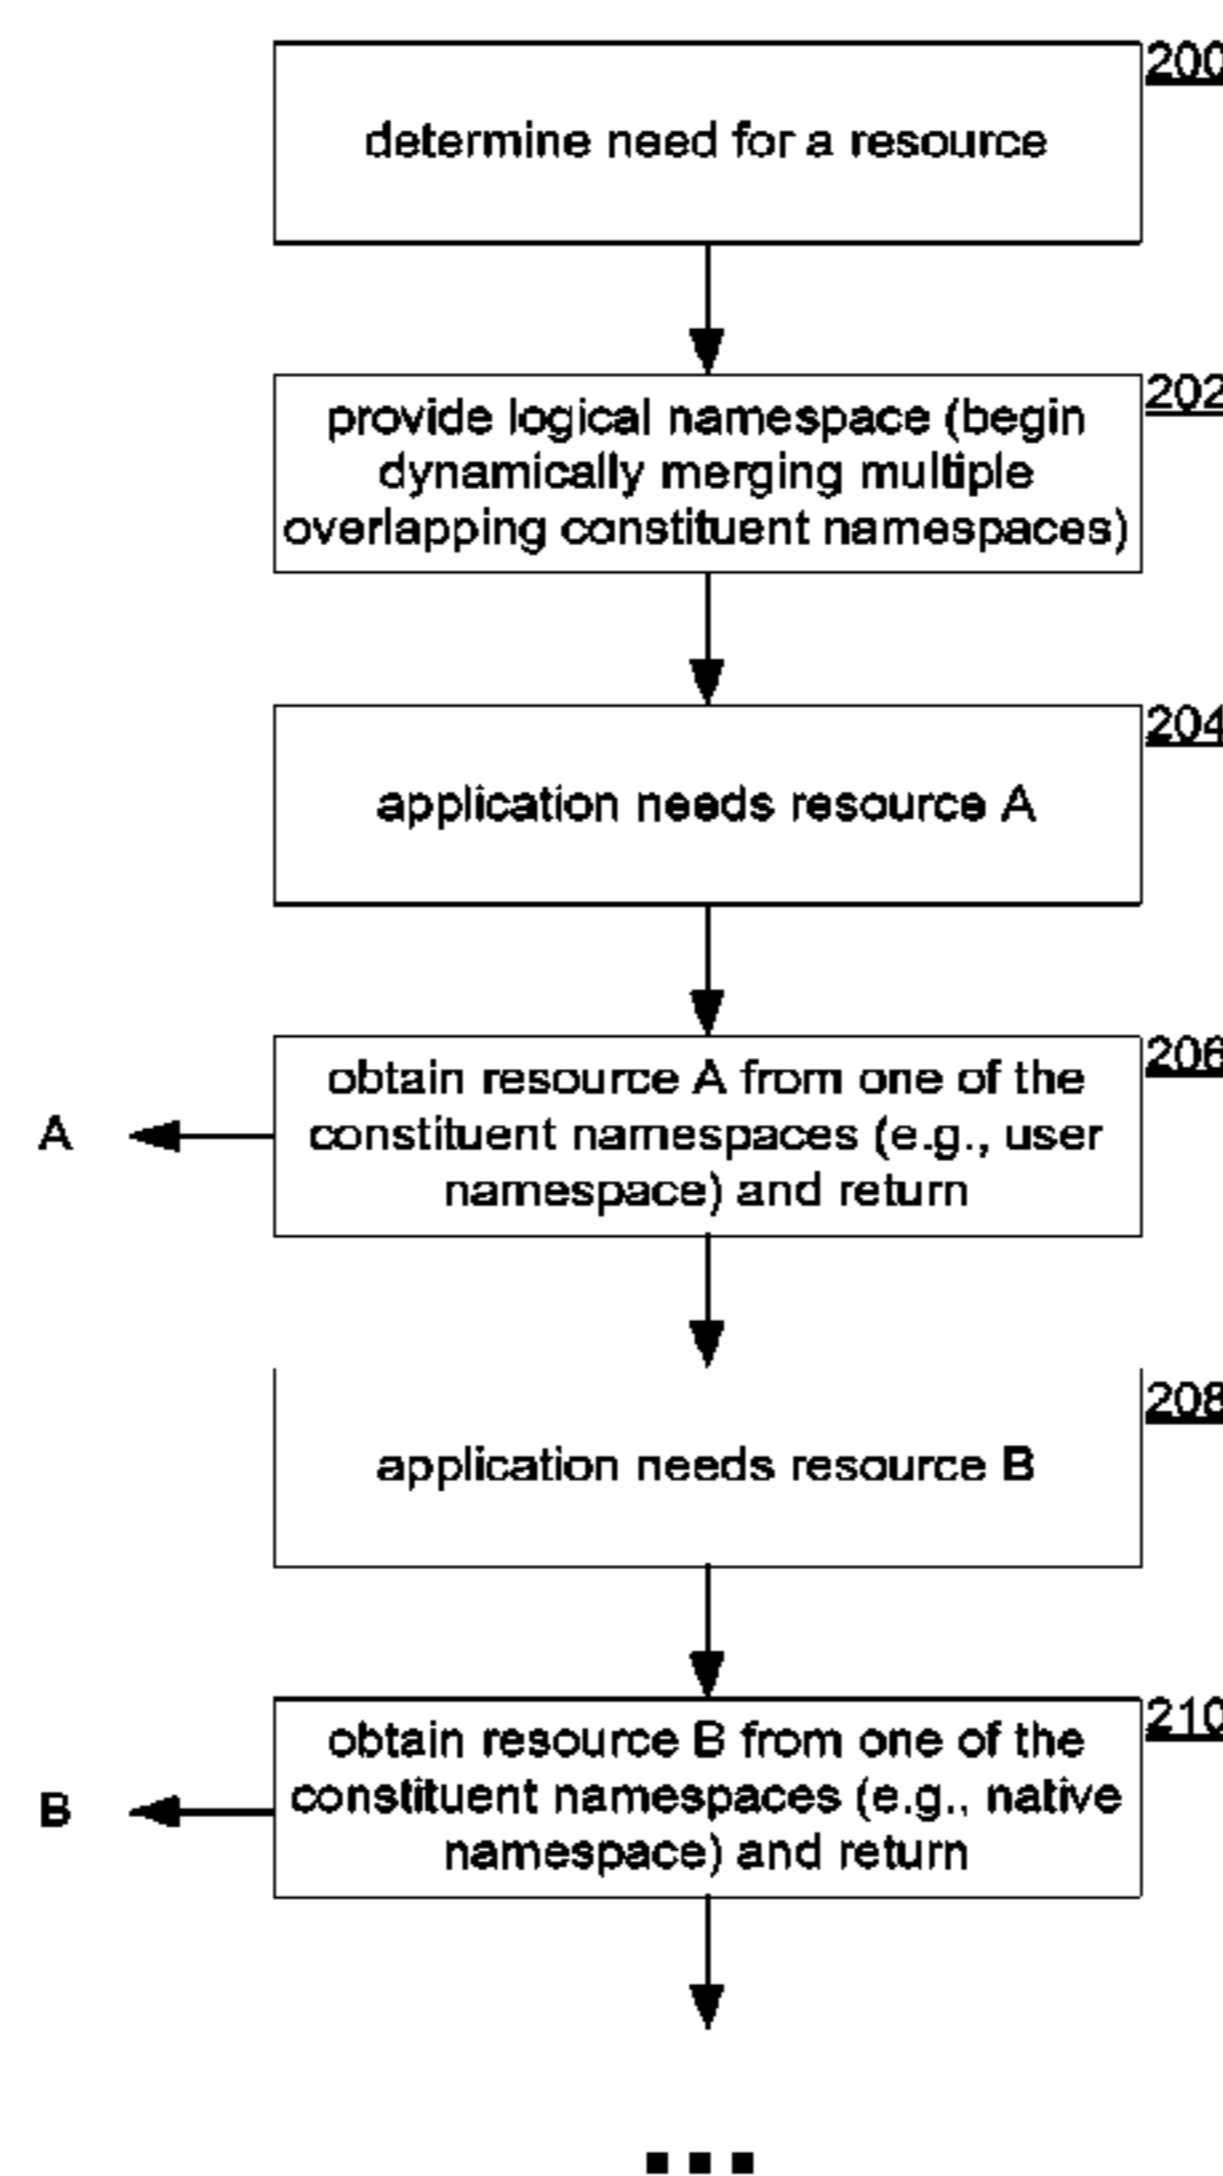 200
determine need for a resource
202
provide logical namespace (begin
dynamically merging multiple
overlapping constituent namespaces)
204
application needs resource A
206
obtain resource A from one of the
A
constituent namespaces (e.g., user
namespace) and return
208
application needs resource B
210
obtain resource B from one of the
B
constituent namespaces (e.g., native
namespace) and return
...